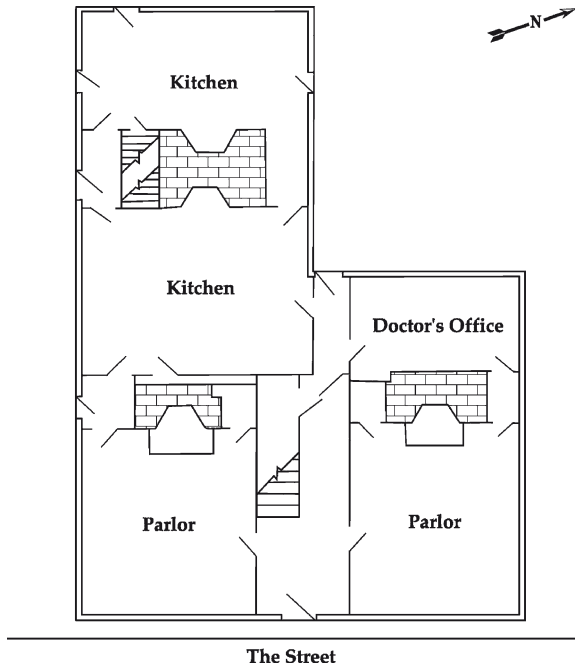 N
Kitchen
Kitchen
Doctor's Office
Parlor
Parlor
The Street